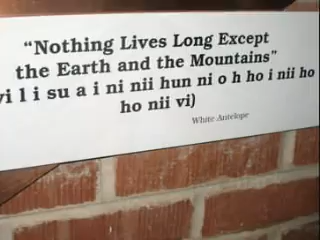 “Nothing Lives Long Except
the Earth and the Mountains”
vi l i su a i ni nii hun ni o h ho i nii ho
ho nii vi)
White Antelope